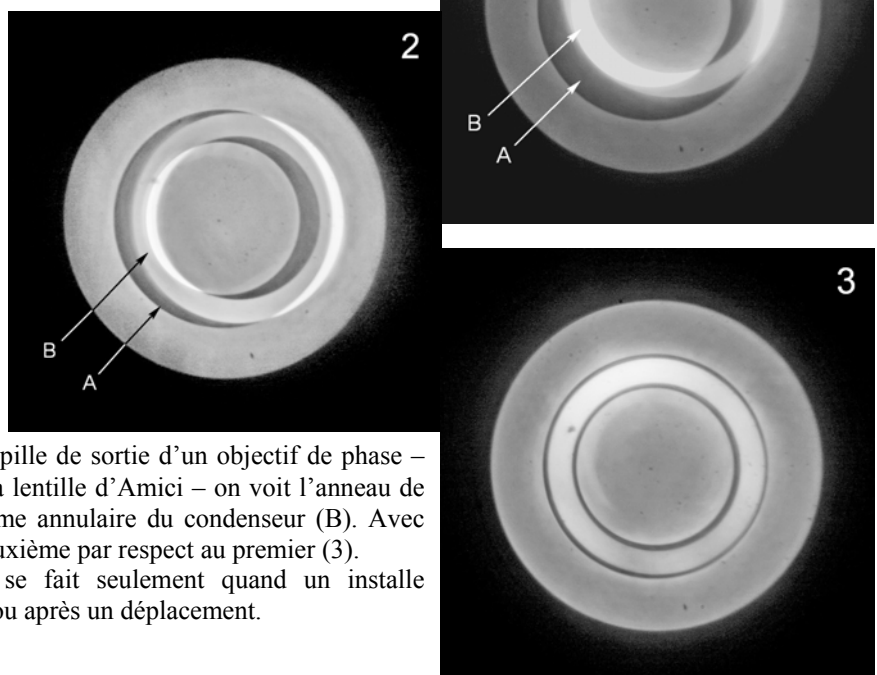 2
B
A
B
A
3
pille de sortie d'un objectif de phase –
a lentille d'Amici – on voit l'anneau de
me annulaire du condenseur (B). Avec
uxième par respect au premier (3).
se fait seulement quand un installe
ou après un déplacement.